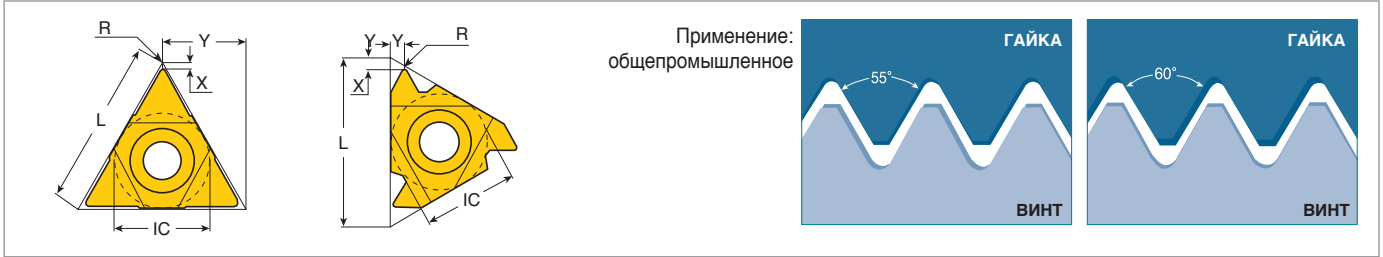 R
Y
X
L
IC
Y
Y
R
X
L
IC
Применение:
общепромышленное
ГАЙКА
55°
ВИНТ
ГАЙКА
60°
ВИНТ